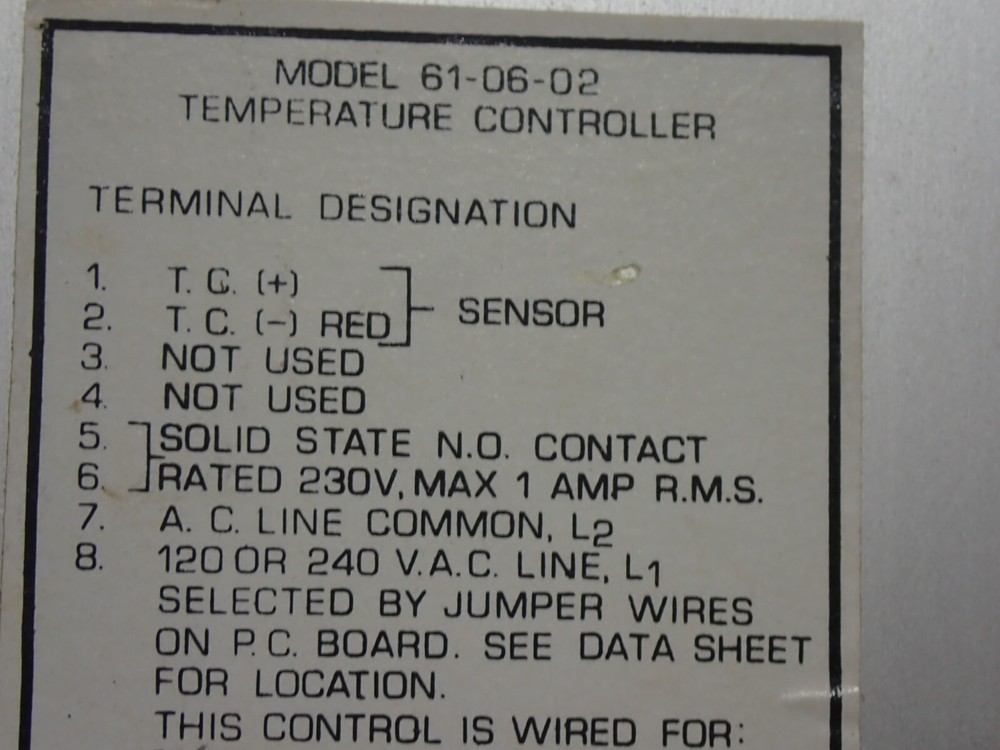 MODEL 61-06-02
TEMPERATURE CONTROLLER
TERMINAL DESIGNATION
1. T. C. (+)
2. T. C. (-) RED
SENSOR
3. NOT USED
4. NOT USED
5. SOLID STATE N.O. CONTACT
6. RATED 230V, MAX 1 AMP R.M.S.
7. A. C. LINE COMMON, L2
8. 120 OR 240 V.A.C. LINE, L1
SELECTED BY JUMPER WIRES
ON P.C. BOARD. SEE DATA SHEET
FOR LOCATION.
THIS CONTROL IS WIRED FOR: